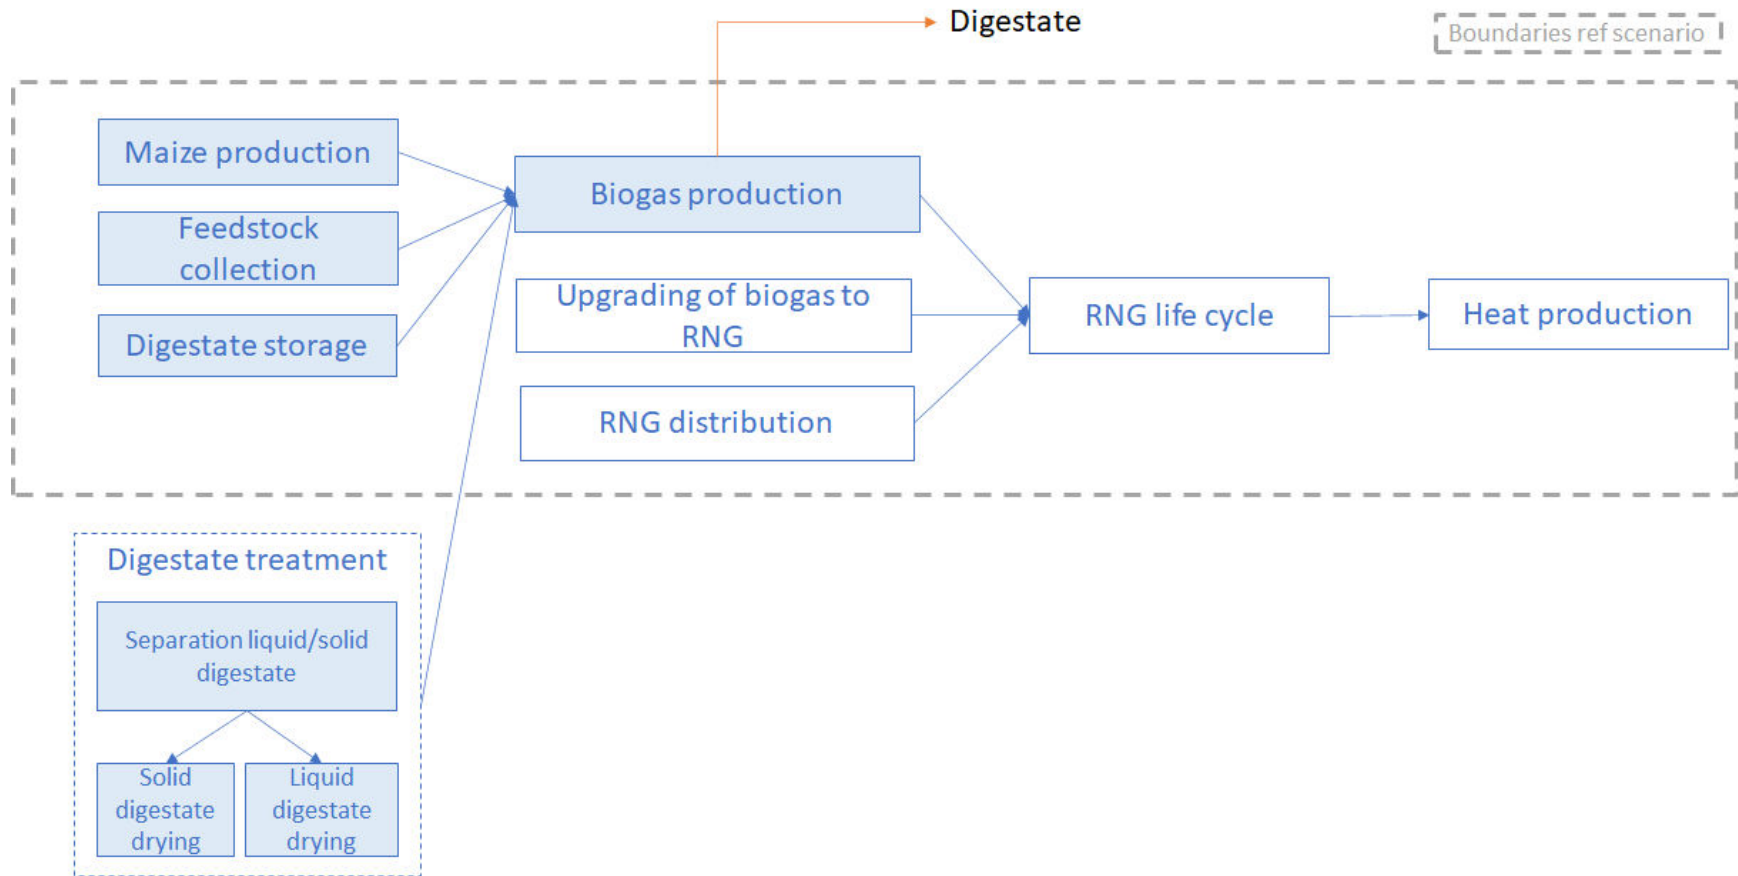 Digestate
Boundaries ref scenario
Maize production
Feedstock
collection
Digestate storage
Biogas production
Upgrading of biogas to
RNG
RNG distribution
RNG life cycle
Heat production
Digestate treatment
Separation liquid/solid
digestate
Solid
digestate
drying
Liquid
digestate
drying